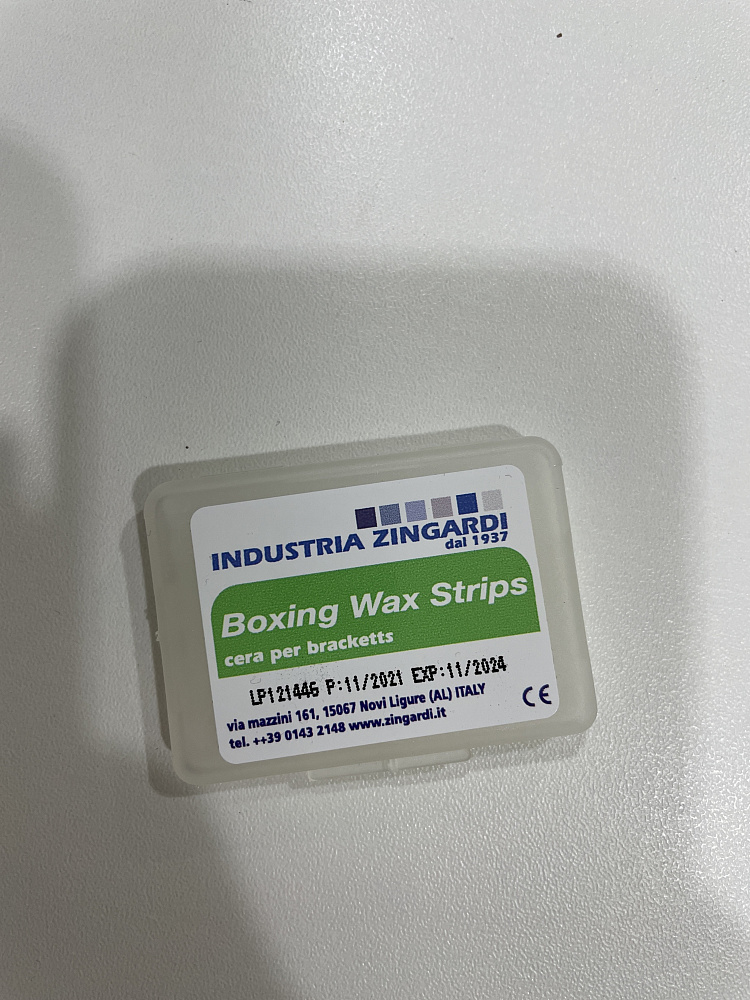 INDUSTRIA ZINGARDI
dal 1937
Boxing Wax Strips
cera per bracketts
LP121446 P:11/2021 EXP:11/2024
via mazzini 161, 15067 Novi Ligure (AL) ITALY
tel. ++39 0143 2148 www.zingardi.it
CE